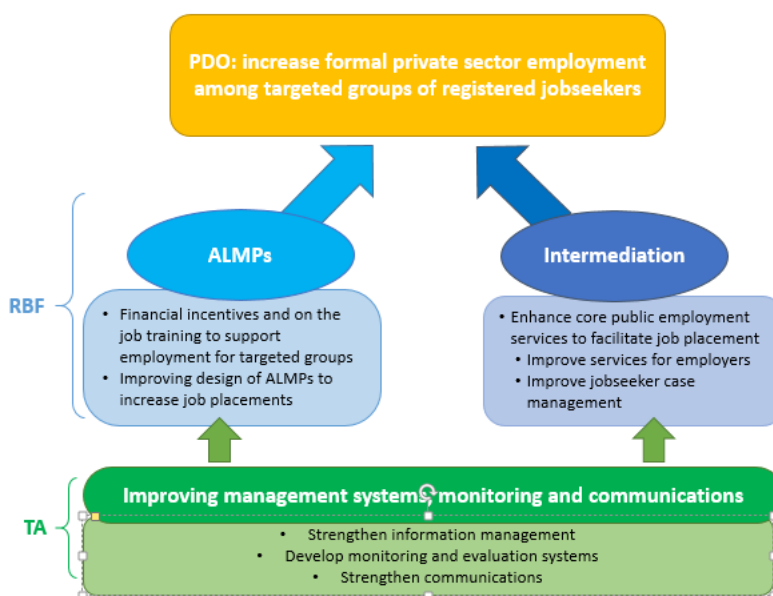 PDO: increase formal private sector employment
among targeted groups of registered jobseekers
RBF
ALMPs
• Financial incentives and on the
job training to support
employment for targeted groups
• Improving design of ALMPs to
increase job placements
Intermediation
• Enhance core public employment
services to facilitate job placement
• Improve services for employers
• Improve jobseeker case
management
TA
Improving management systems, monitoring and communications
• Strengthen information management
• Develop monitoring and evaluation systems
• Strengthen communications